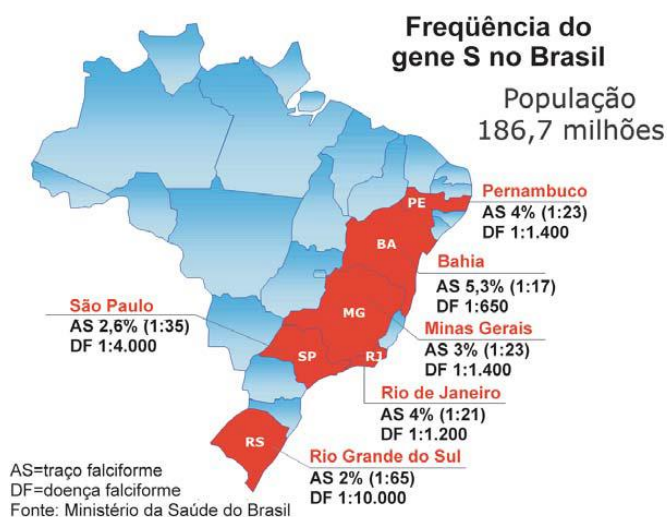 Freqüência do
gene S no Brasil
População
186,7 milhões
PE
Pernambuco
AS 4% (1:23)
DF 1:1.400
BA
Bahia
AS 5,3% (1:17)
DF 1:650
São Paulo
AS 2,6% (1:35)
DF 1:4.000
MG
Minas Gerais
AS 3% (1:23)
DF 1:1.400
SP
RJ
Rio de Janeiro
AS 4% (1:21)
DF 1:1.200
RS
Rio Grande do Sul
AS 2% (1:65)
DF 1:10.000
AS=traço falciforme
DF=doença falciforme
Fonte: Ministério da Saúde do Brasil